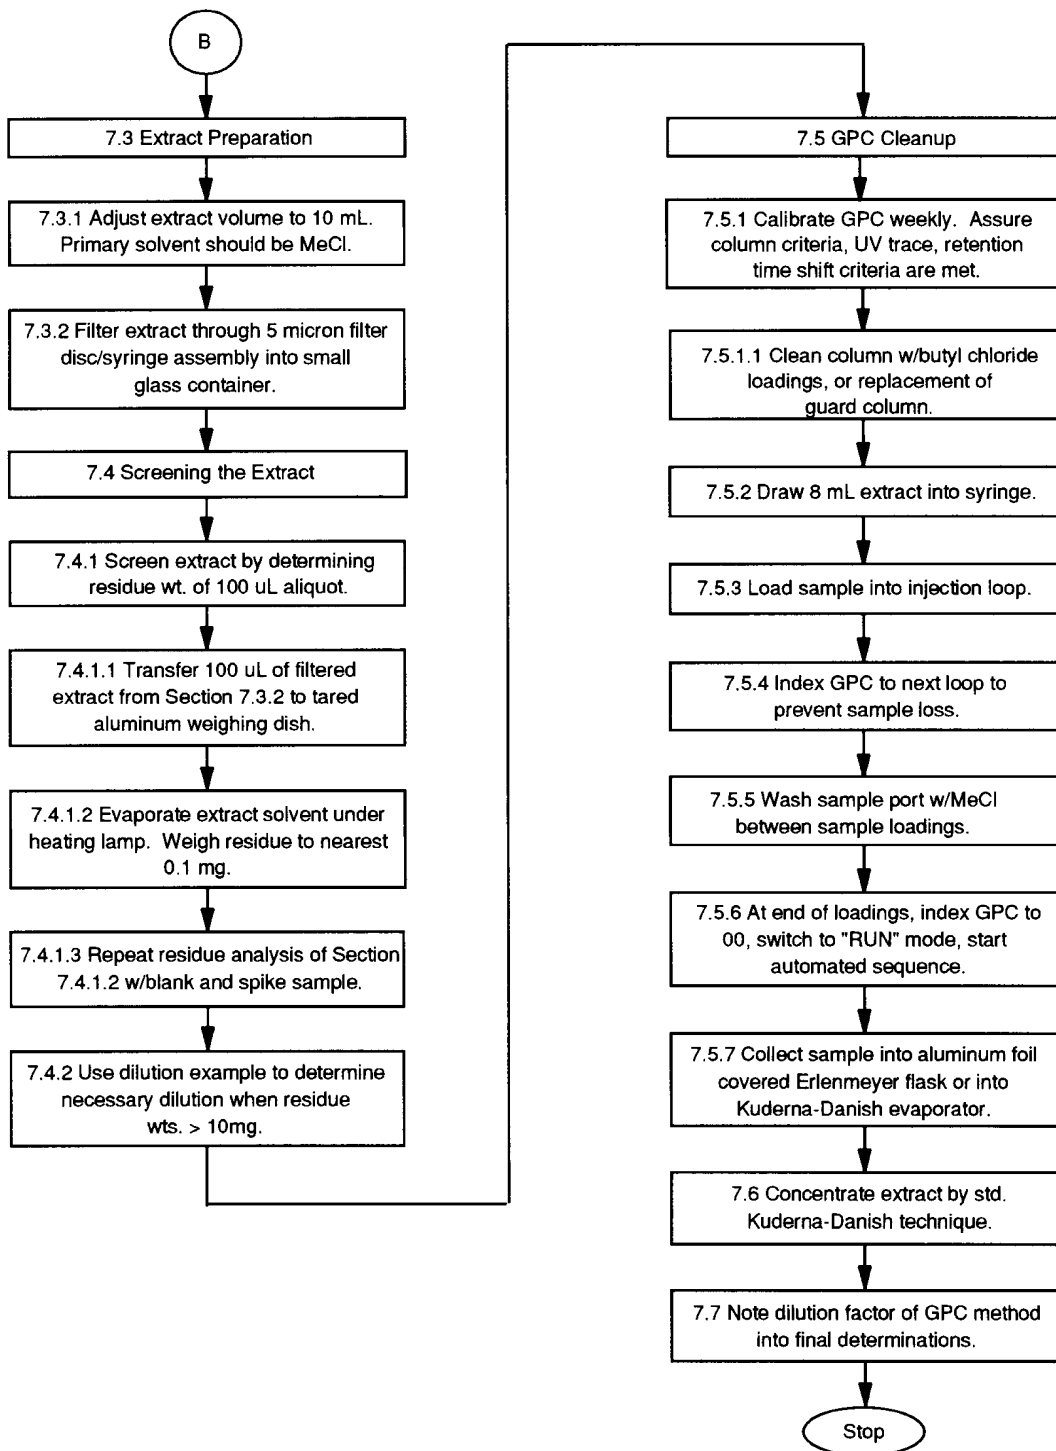 B
7.3 Extract Preparation
7.3.1 Adjust extract volume to 10 mL.
Primary solvent should be MeCl.
7.3.2 Filter extract through 5 micron filter
disc/syringe assembly into small
glass container.
7.4 Screening the Extract
7.4.1 Screen extract by determining
residue wt. of 100 uL aliquot.
7.4.1.1 Transfer 100 uL of filtered
extract from Section 7.3.2 to tared
aluminum weighing dish.
7.4.1.2 Evaporate extract solvent under
heating lamp. Weigh residue to nearest
0.1 mg.
7.4.1.3 Repeat residue analysis of Section
7.4.1.2 w/blank and spike sample.
7.4.2 Use dilution example to determine
necessary dilution when residue
wts. > 10mg.
7.5 GPC Cleanup
7.5.1 Calibrate GPC weekly. Assure
column criteria, UV trace, retention
time shift criteria are met.
7.5.1.1 Clean column w/butyl chloride
loadings, or replacement of
guard column.
7.5.2 Draw 8 mL extract into syringe.
7.5.3 Load sample into injection loop.
7.5.4 Index GPC to next loop to
prevent sample loss.
7.5.5 Wash sample port w/MeCl
between sample loadings.
7.5.6 At end of loadings, index GPC to
00, switch to "RUN" mode, start
automated sequence.
7.5.7 Collect sample into aluminum foil
covered Erlenmeyer flask or into
Kuderna-Danish evaporator.
7.6 Concentrate extract by std.
Kuderna-Danish technique.
7.7 Note dilution factor of GPC method
into final determinations.
Stop